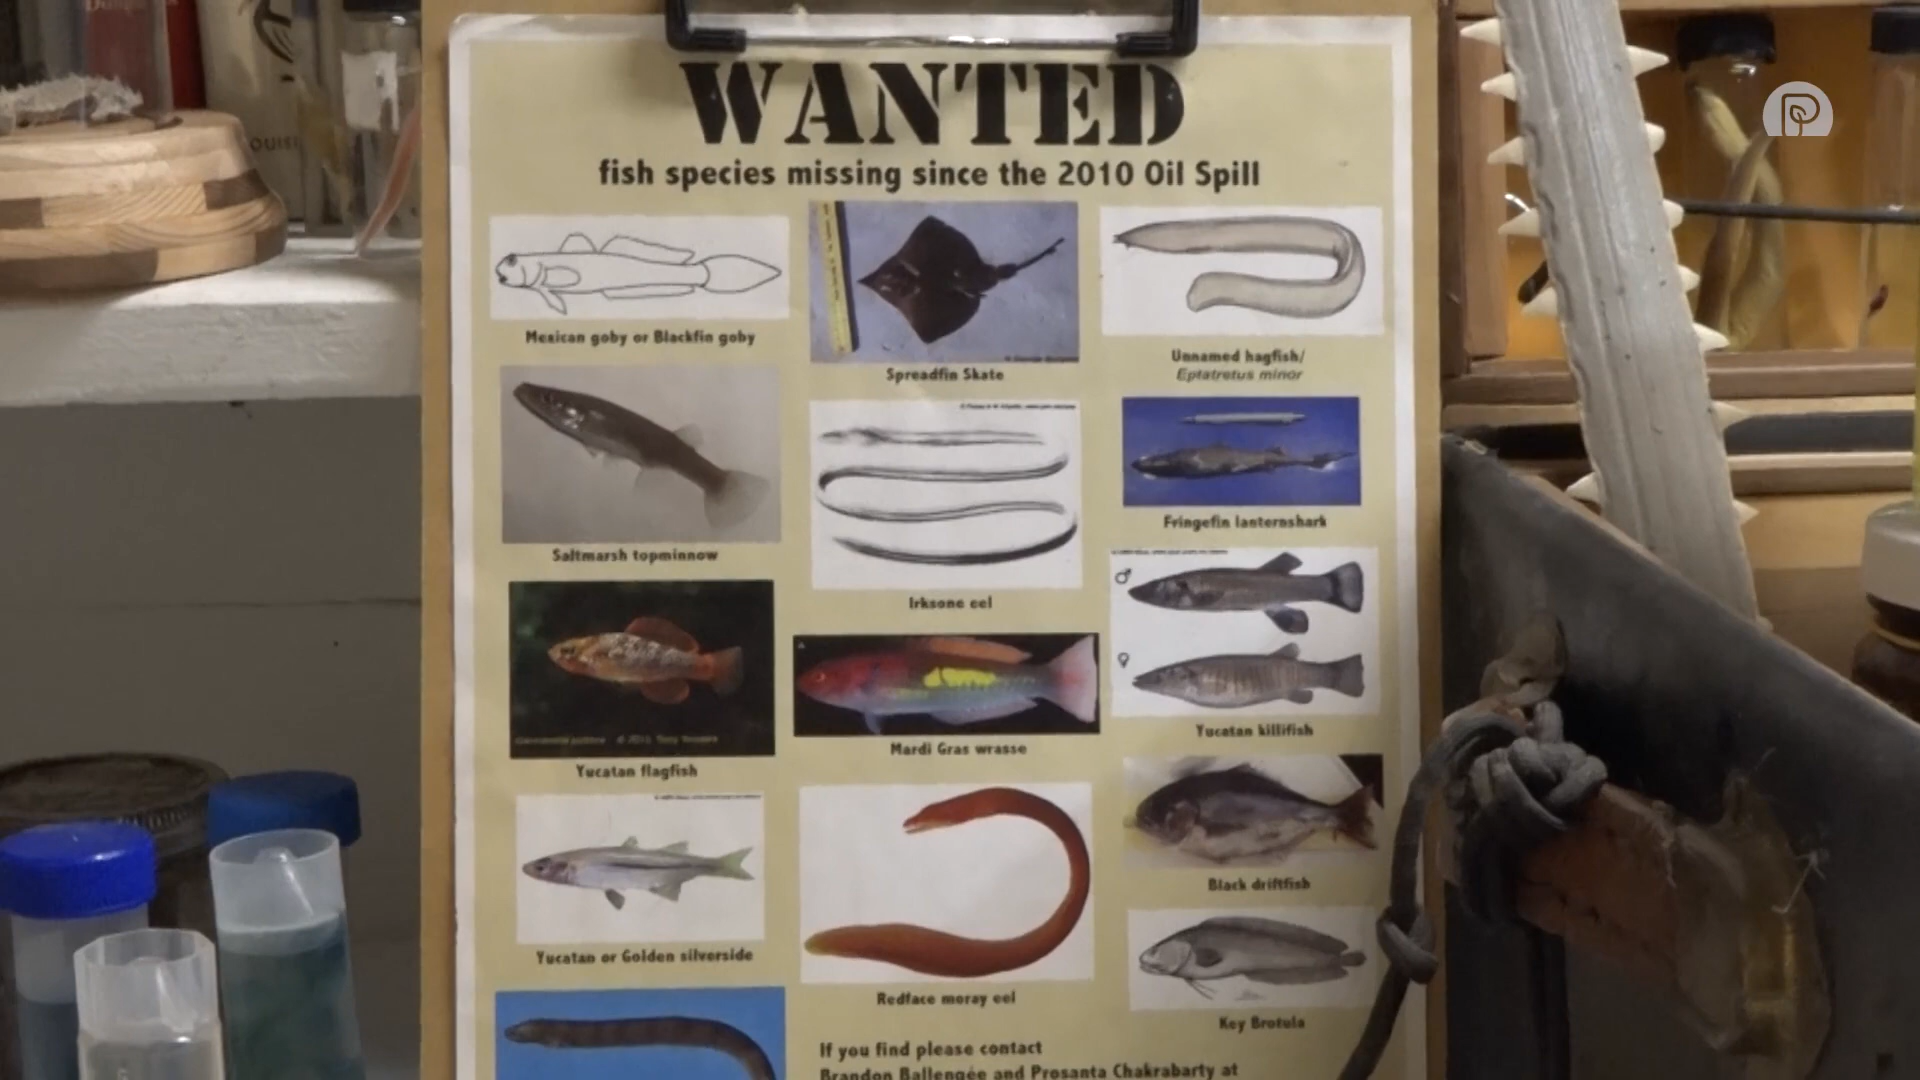 WANTED
fish species missing since the 2010 Oil Spill
Mexican goby or Blackfin goby
Spreadfin Skate
Unnamed hagfish/
Eptatretus minor
Saltmarsh topminnow
Irksone eel
Fringefin lanternshark
Yucatan flagfish
Mardi Gras wrasse
Yucatan killifish
Yucatan or Golden silverside
Redface moray eel
Black driftfish
Key Brotula
If you find please contact
Brandon Ballengée and Prosanta Chakrabarty at